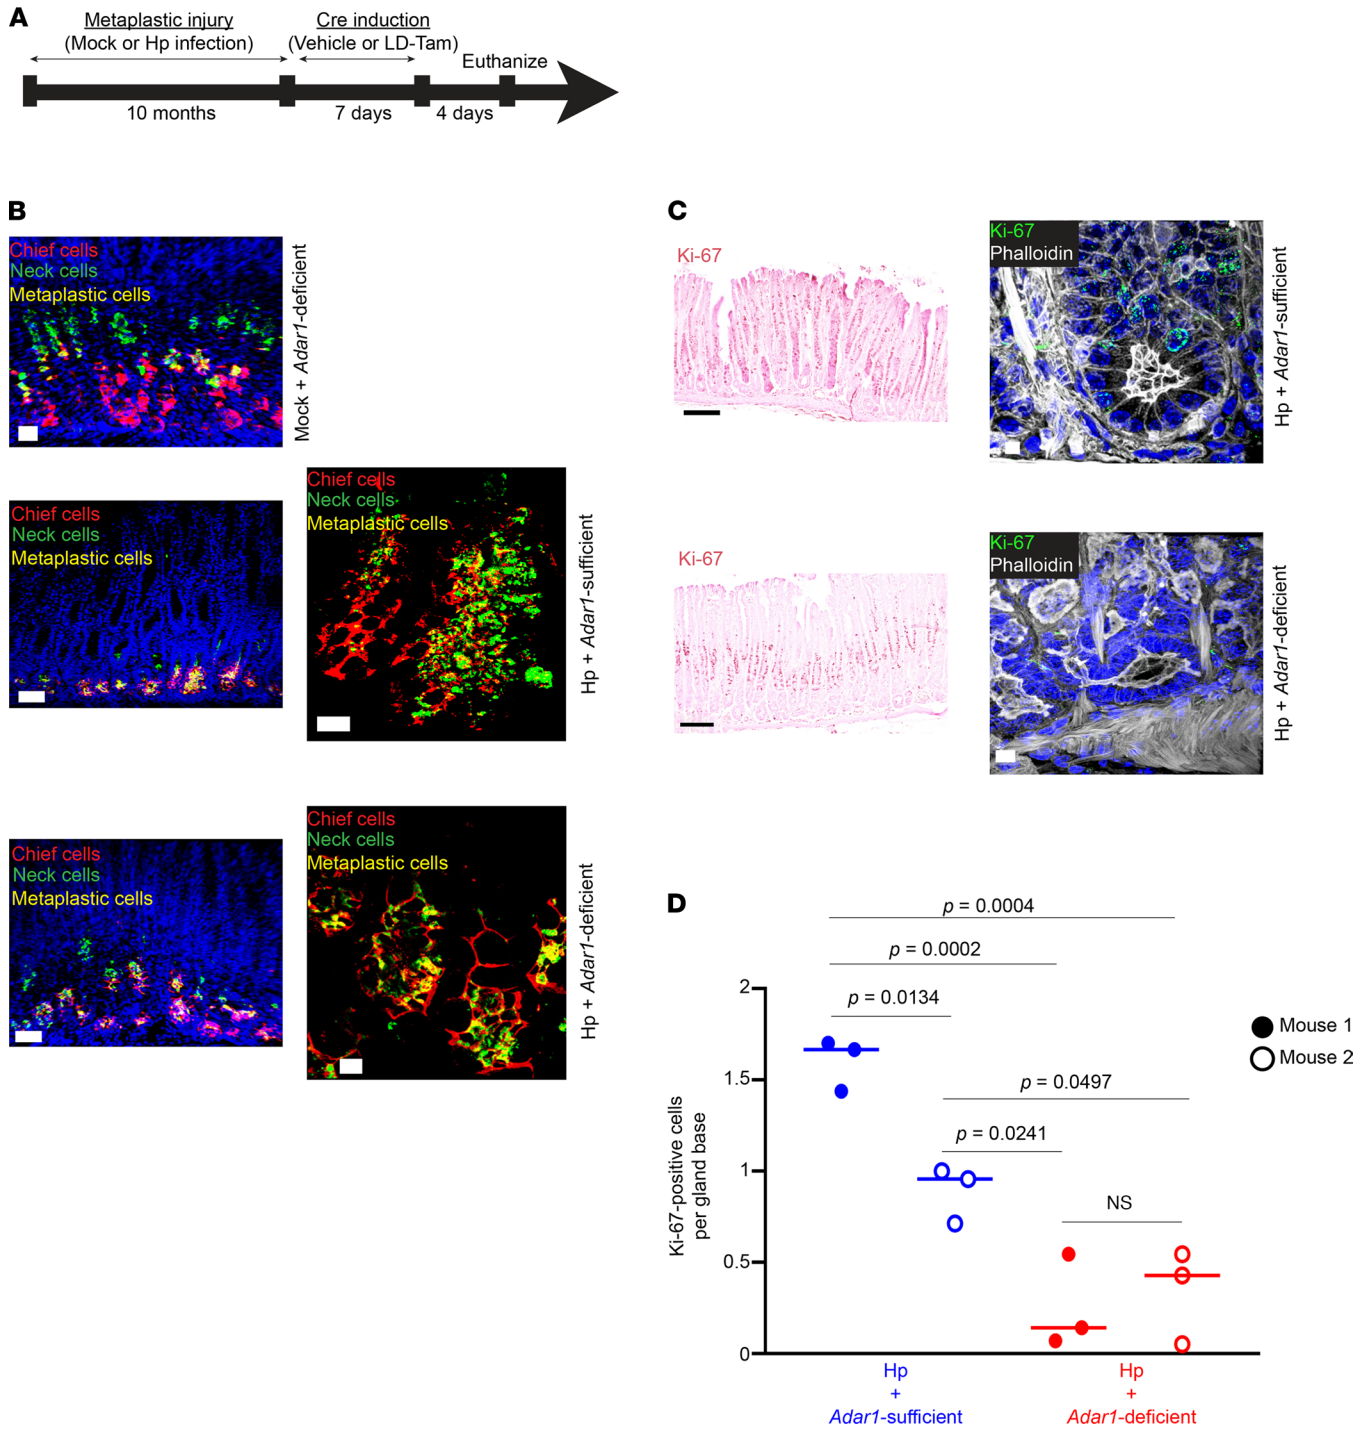 A
Metaplastic injury
(Mock or Hp infection)
Cre induction
(Vehicle or LD-Tam)
Euthanize
10 months
7 days
4 days
B
Chief cells
Neck cells
Metaplastic cells
Mock + Adar1-deficient
Chief cells
Neck cells
Metaplastic cells
Chief cells
Neck cells
Metaplastic cells
Hp + Adar1-sufficient
Chief cells
Neck cells
Metaplastic cells
Chief cells
Neck cells
Metaplastic cells
Hp + Adar1-deficient
C
Ki-67
Ki-67
Phalloidin
Hp + Adar1-sufficient
Ki-67
Ki-67
Phalloidin
Hp + Adar1-deficient
D
p = 0.0004
p = 0.0002
p = 0.0134
p = 0.0497
p = 0.0241
NS
Mouse 1
Mouse 2
Ki-67-positive cells
per gland base
2
1.5
1
0.5
0
Hp
+
Adar1-sufficient
Hp
+
Adar1-deficient